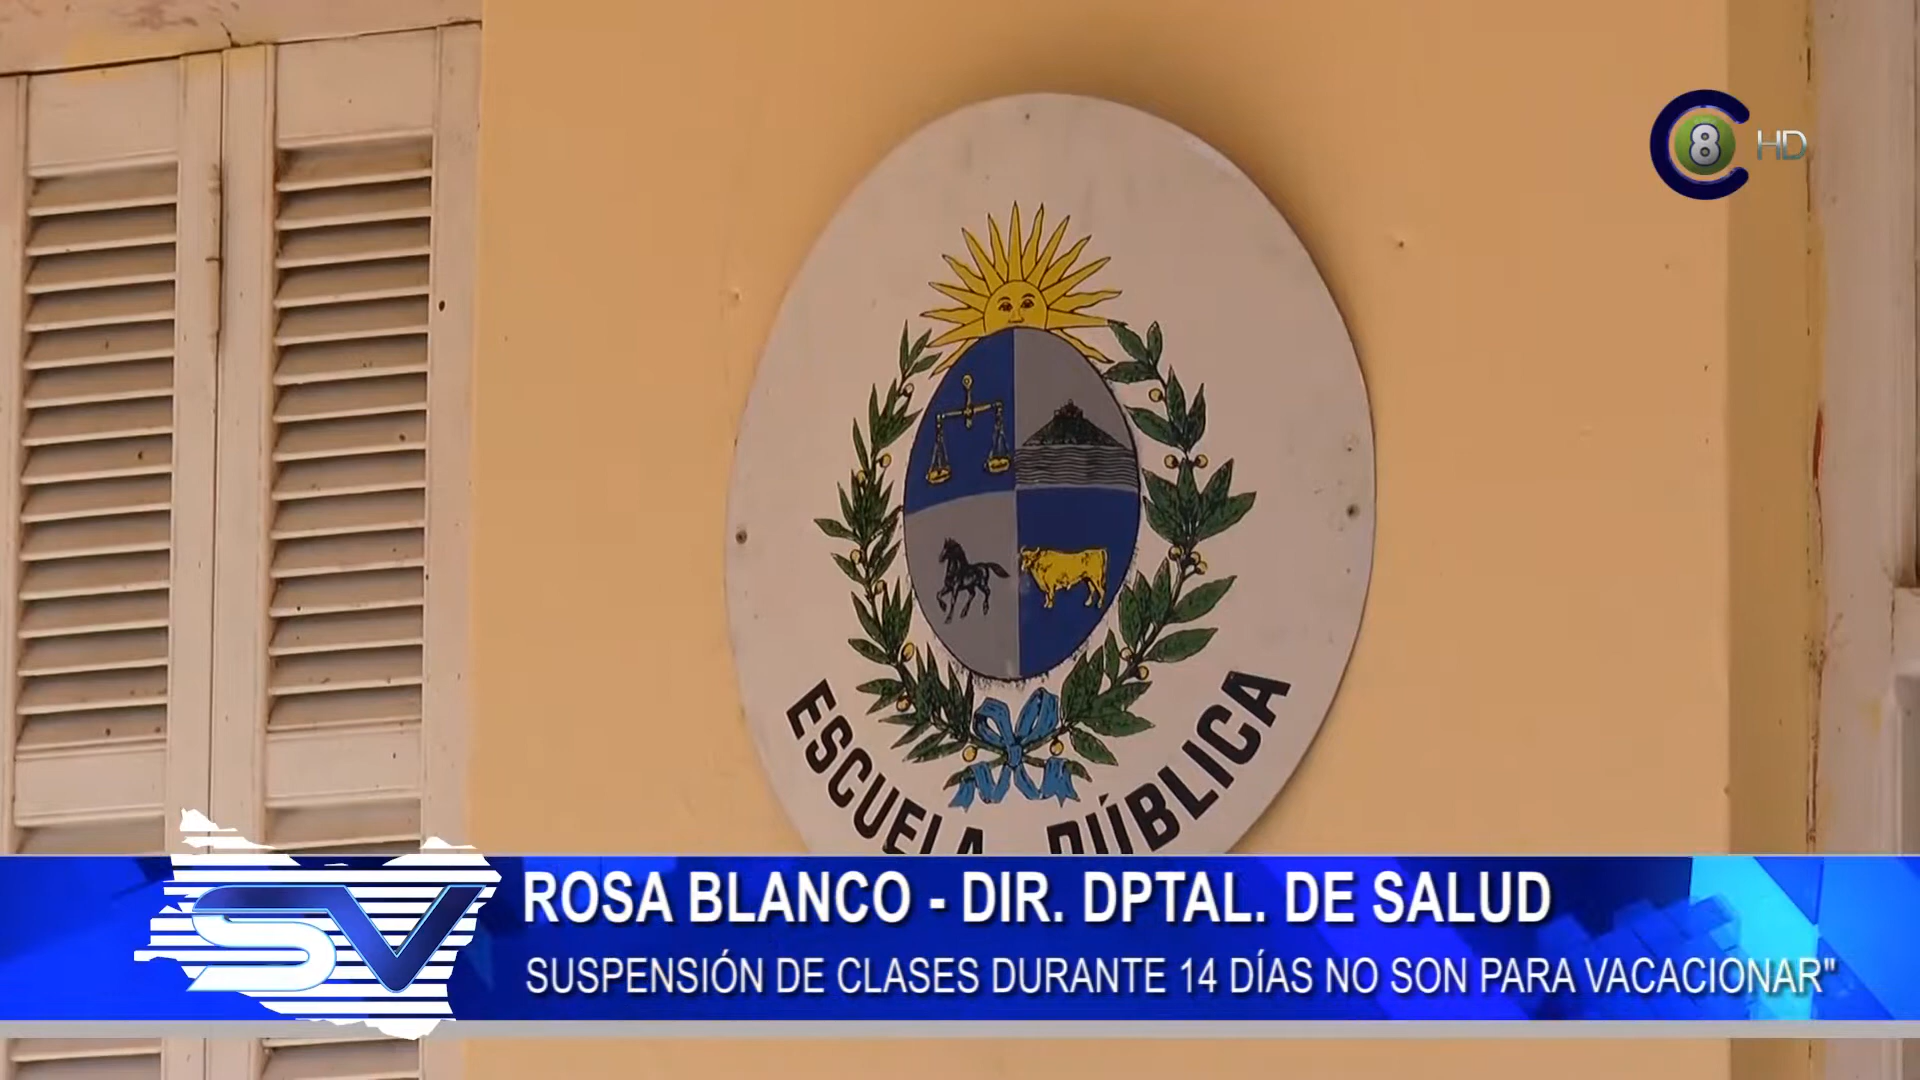 8 HD
ESCUELA PÚBLICA
SV
ROSA BLANCO - DIR. DPTAL. DE SALUD
SUSPENSIÓN DE CLASES DURANTE 14 DÍAS NO SON PARA VACACIONAR"